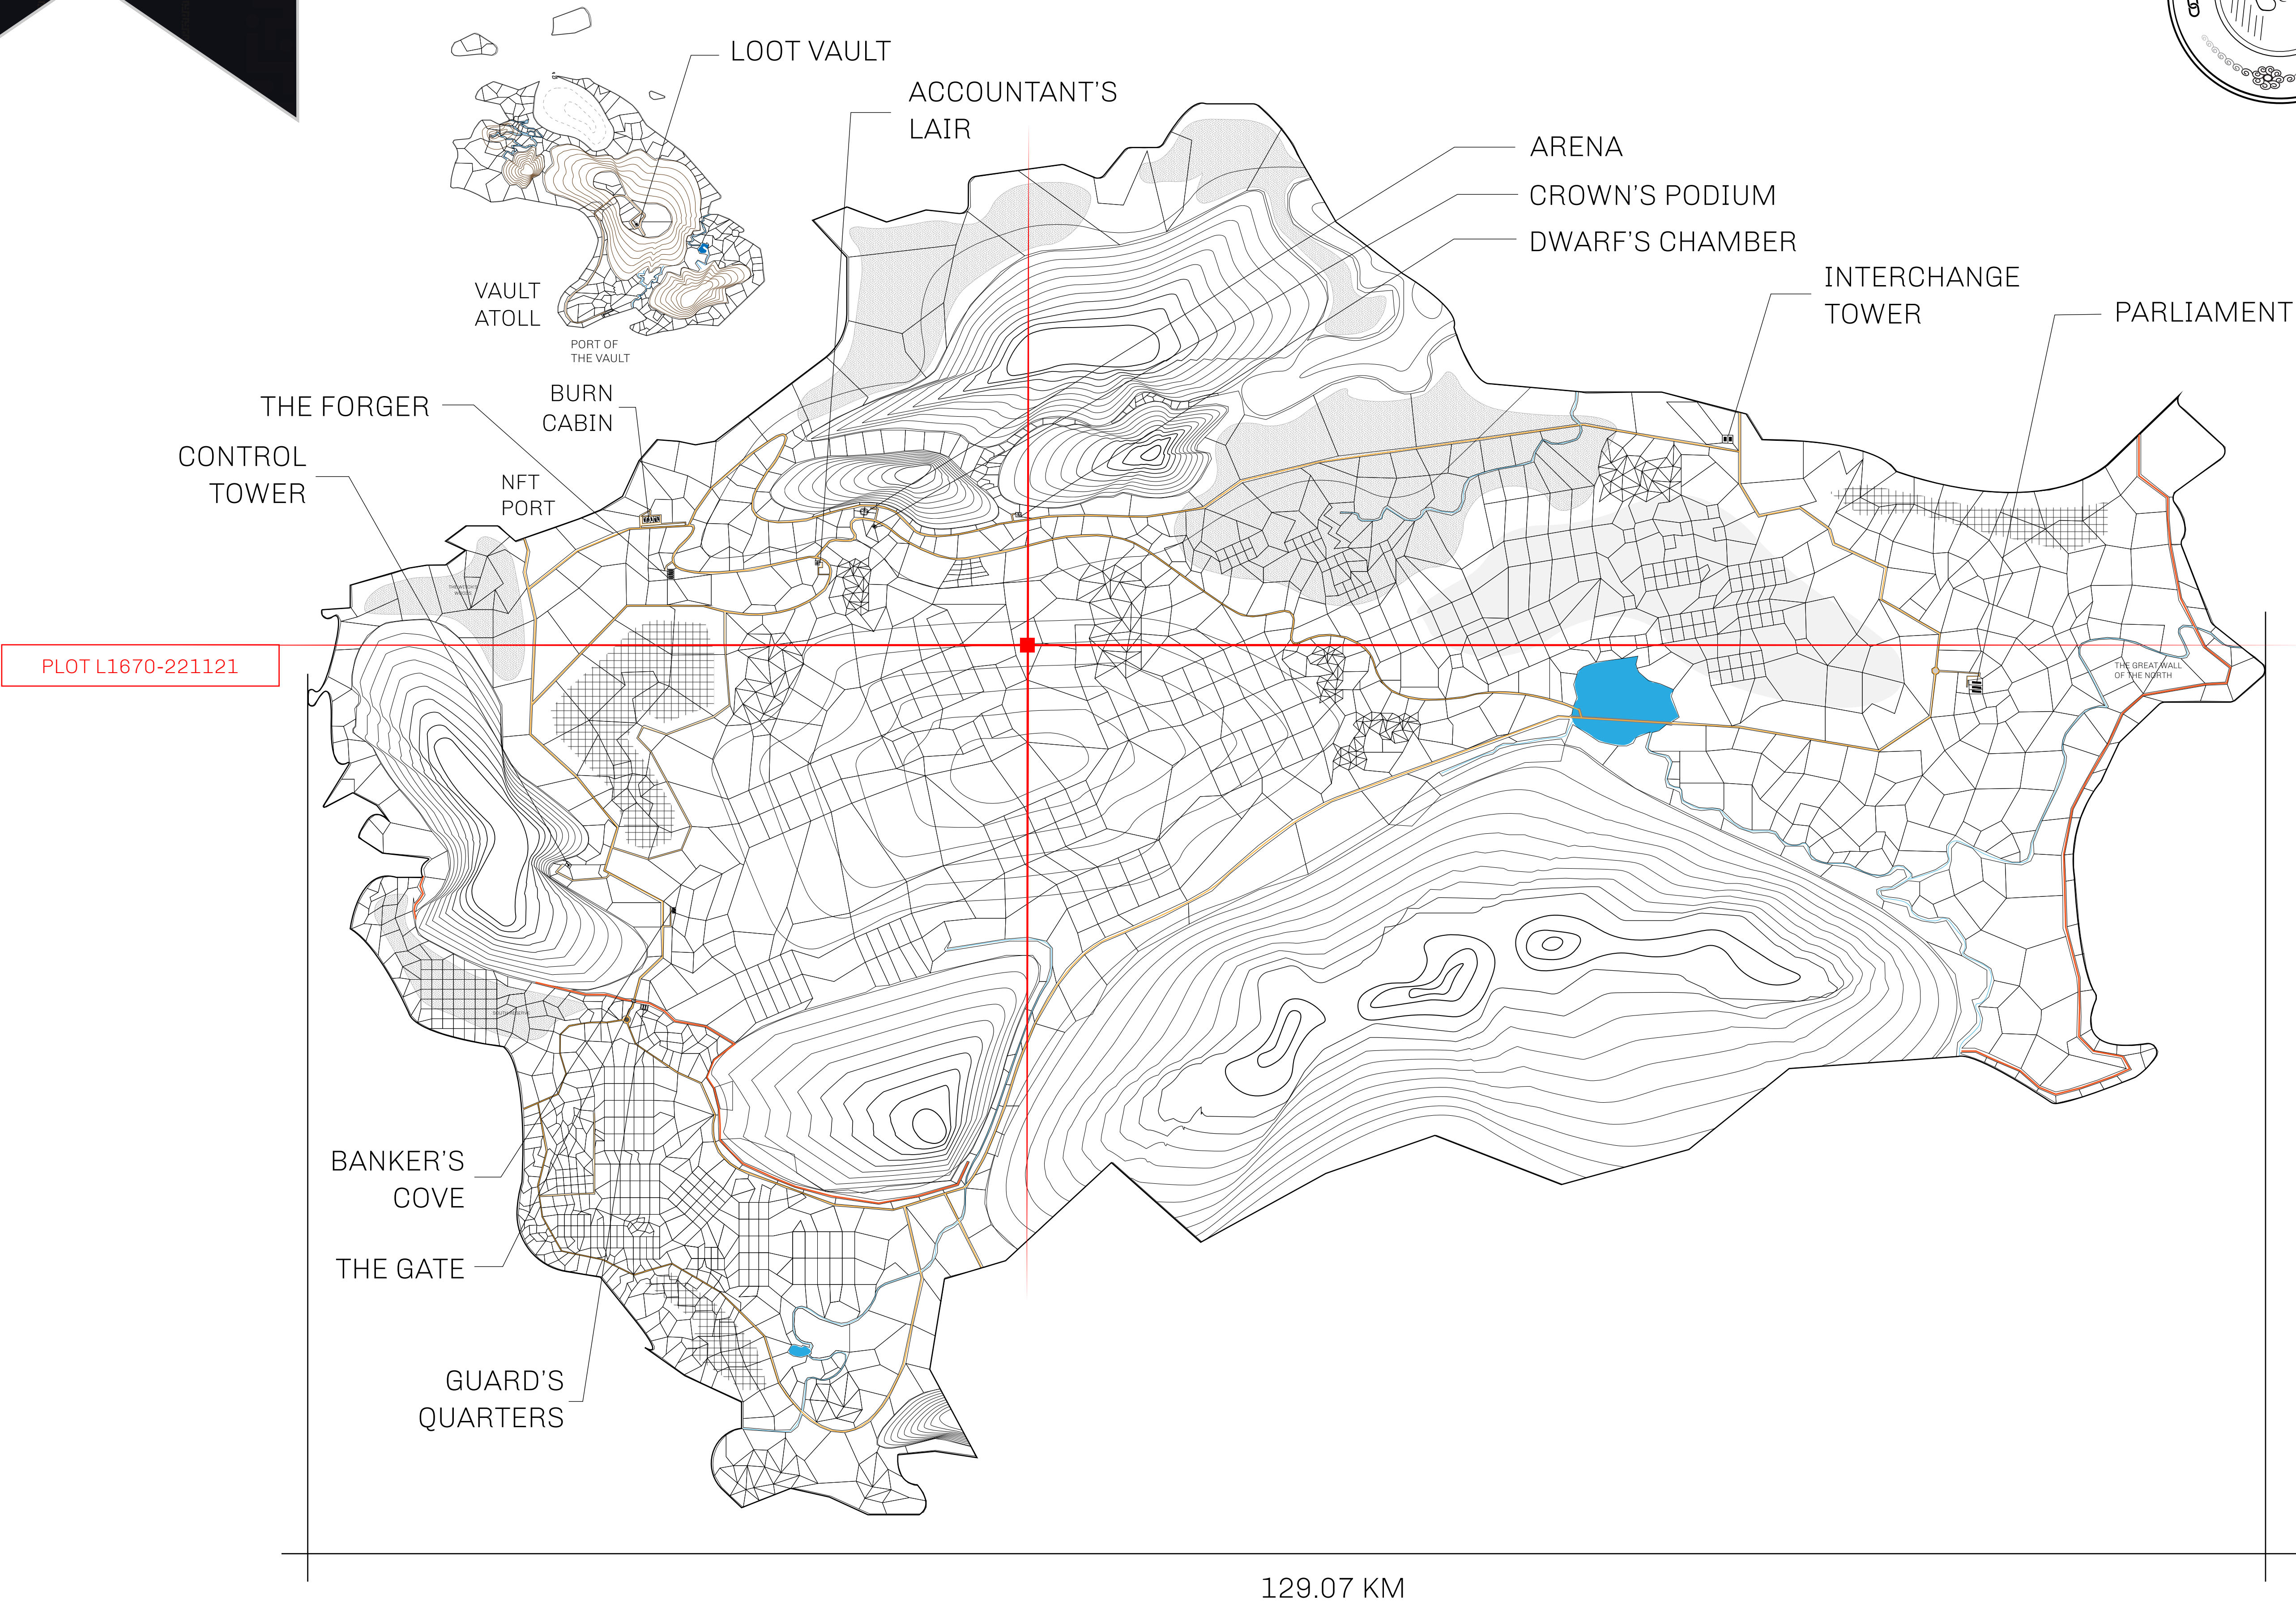 LOOT VAULT
ACCOUNTANT'S
LAIR
ARENA
CROWN'S PODIUM
DWARF'S CHAMBER
INTERCHANGE
TOWER
PARLIAMENT
VAULT
ATOLL
PORT OF
THE VAULT
BURN
CABIN
THE FORGER
CONTROL
TOWER
NFT
PORT
PLOT L1670-221121
THE GREAT WALL
OF THE NORTH
BANKER'S
COVE
THE GATE
GUARD'S
QUARTERS
129.07 KM